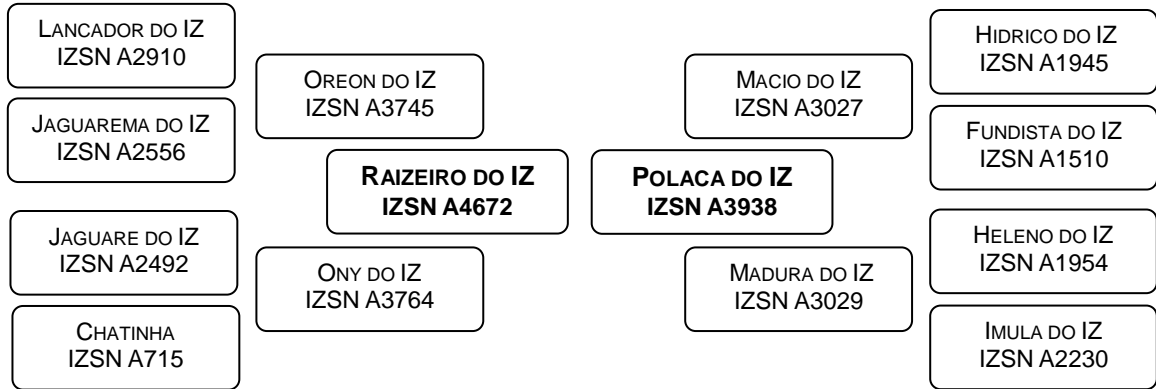 LANCADOR DO IZ
IZSN A2910
JAGUAREMA DO IZ
IZSN A2556
JAGUARE DO IZ
IZSN A2492
CHATINHA
IZSN A715
OREON DO IZ
IZSN A3745
ONY DO IZ
IZSN A3764
RAIZEIRO DO IZ
IZSN A4672
POLACA DO IZ
IZSN A3938
MACIO DO IZ
IZSN A3027
MADURA DO IZ
IZSN A3029
HIDRICO DO IZ
IZSN A1945
FUNDISTA DO IZ
IZSN A1510
HELENO DO IZ
IZSN A1954
IMULA DO IZ
IZSN A2230